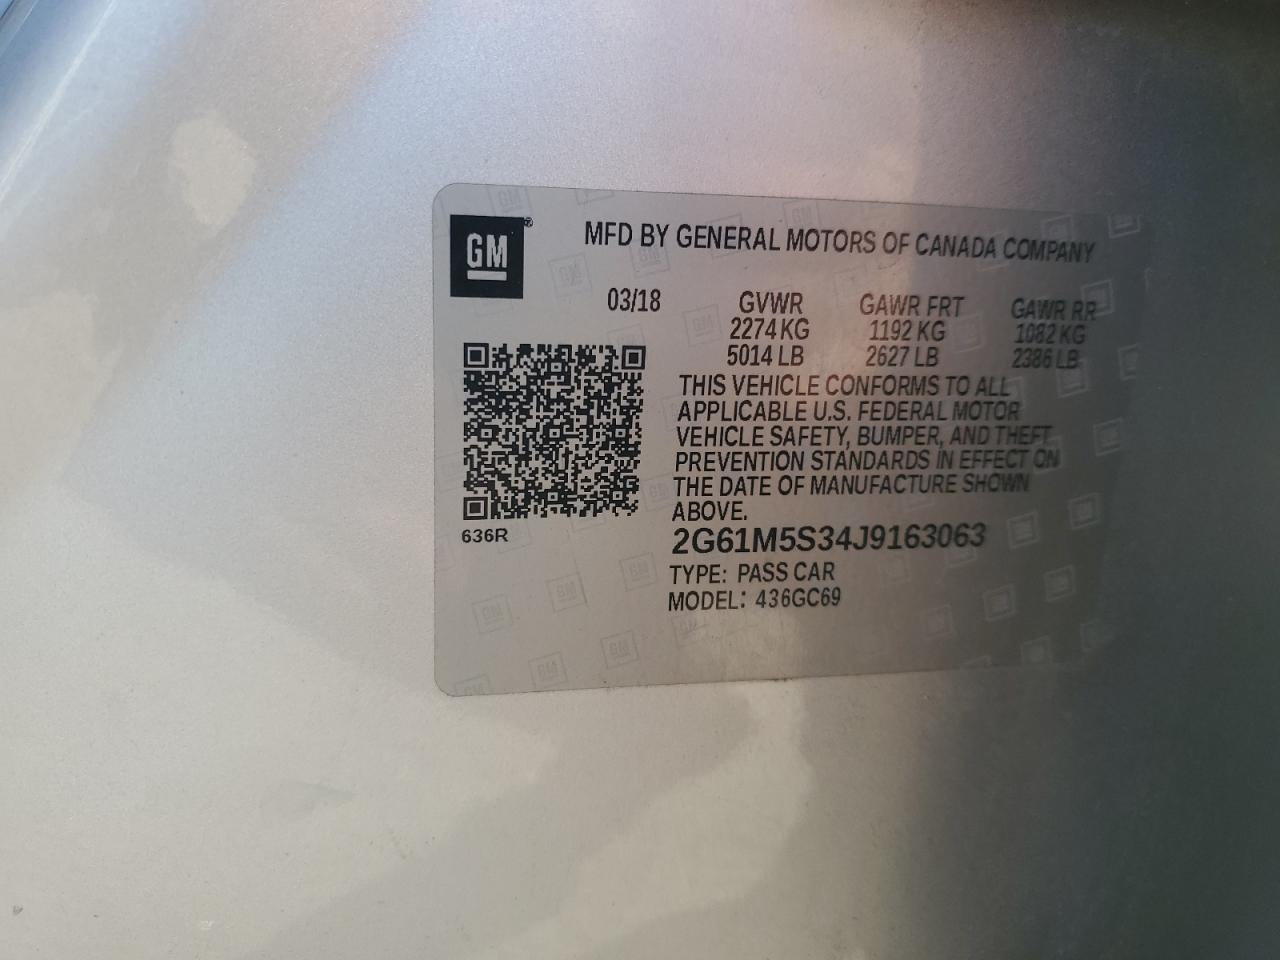 GM®
MFD BY GENERAL MOTORS OF CANADA COMPANY
03/18 GVWR GAWR FRT GAWR RR
2274 KG 1192 KG 1082 KG
5014 LB 2627 LB 2386 LB
THIS VEHICLE CONFORMS TO ALL
APPLICABLE U.S. FEDERAL MOTOR
VEHICLE SAFETY, BUMPER, AND THEFT
PREVENTION STANDARDS IN EFFECT ON
THE DATE OF MANUFACTURE SHOWN
ABOVE.
636R
2G61M5S34J9163063
TYPE: PASS CAR
MODEL: 436GC69